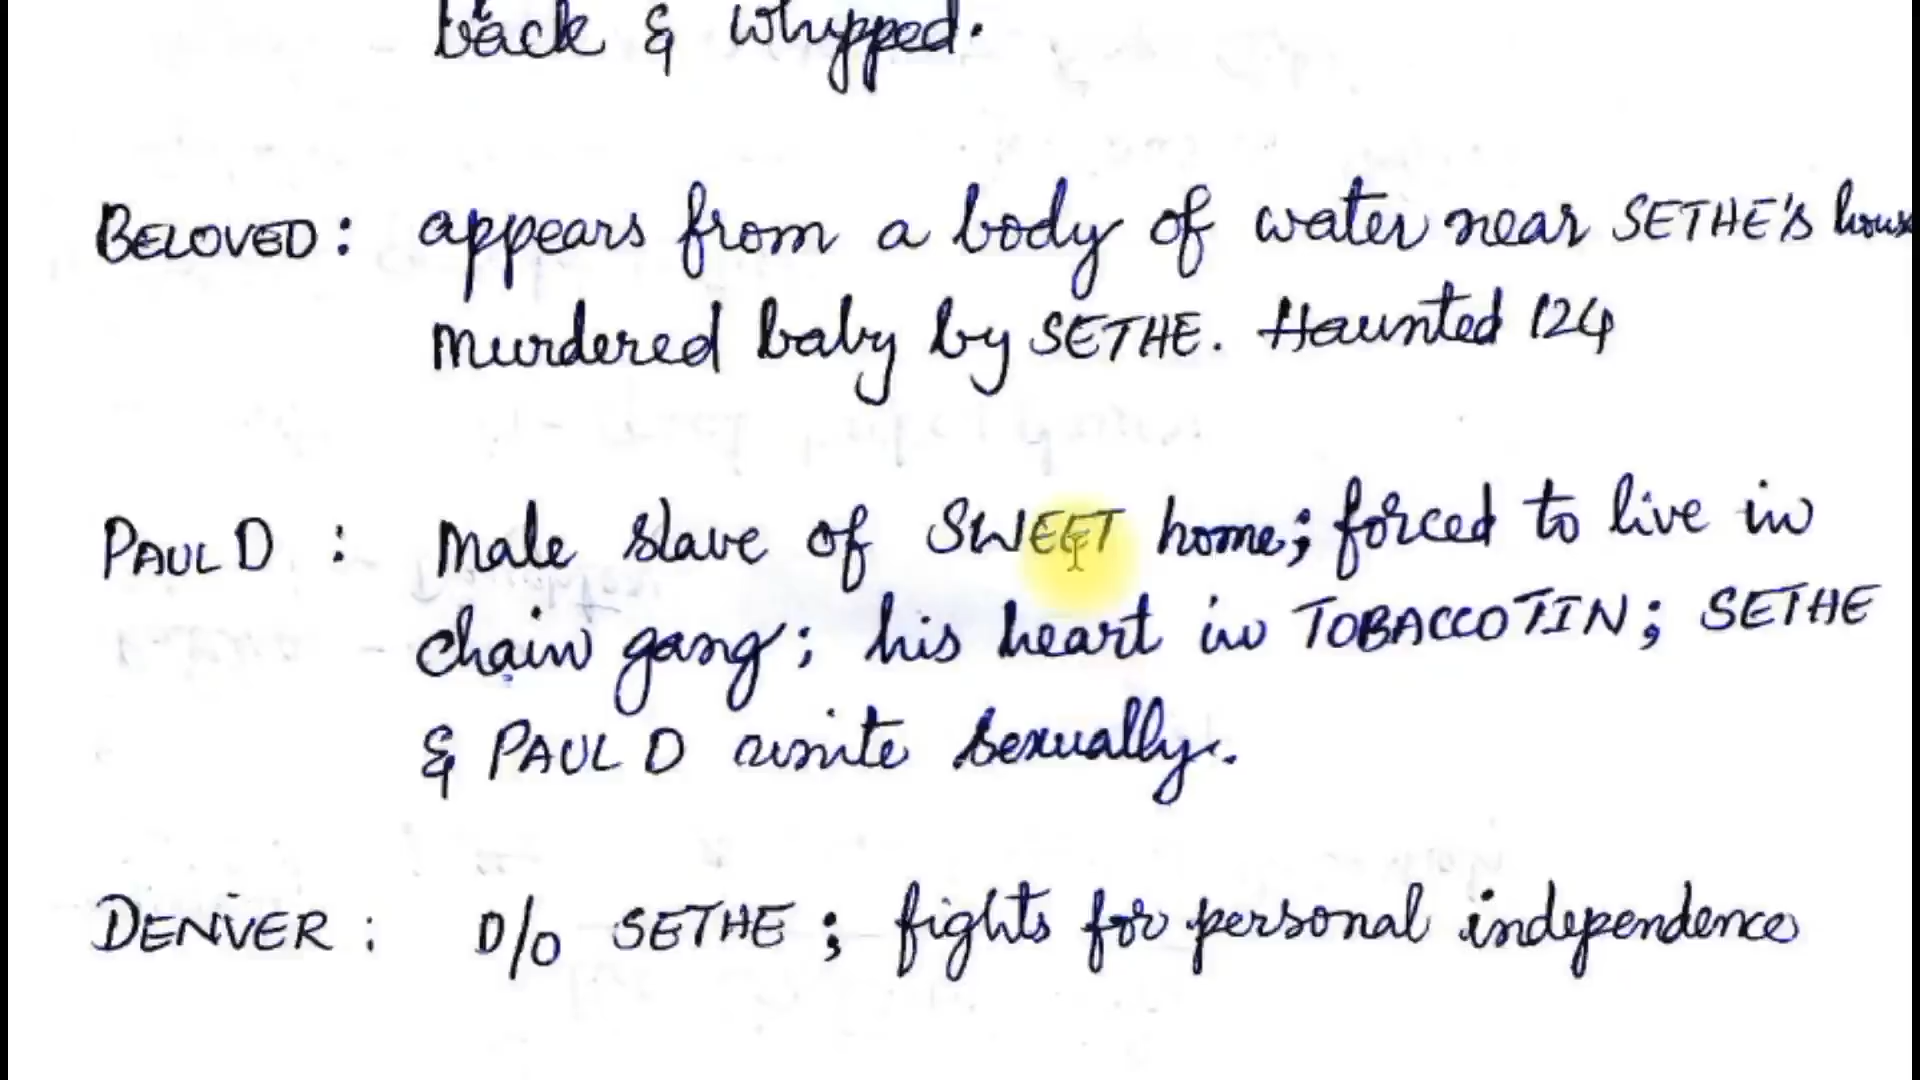 back & whipped.
BELOVED: appears from a body of water near SETHE'S hous
murdered baby by SETHE. Haunted 124
PAUL D : Male slave of SWEET home; forced to live in
chain gang; his heart in TOBACCO TIN; SETHE
& PAUL D unite sexually.
DENVER : D/O SETHE ; fights for personal independence